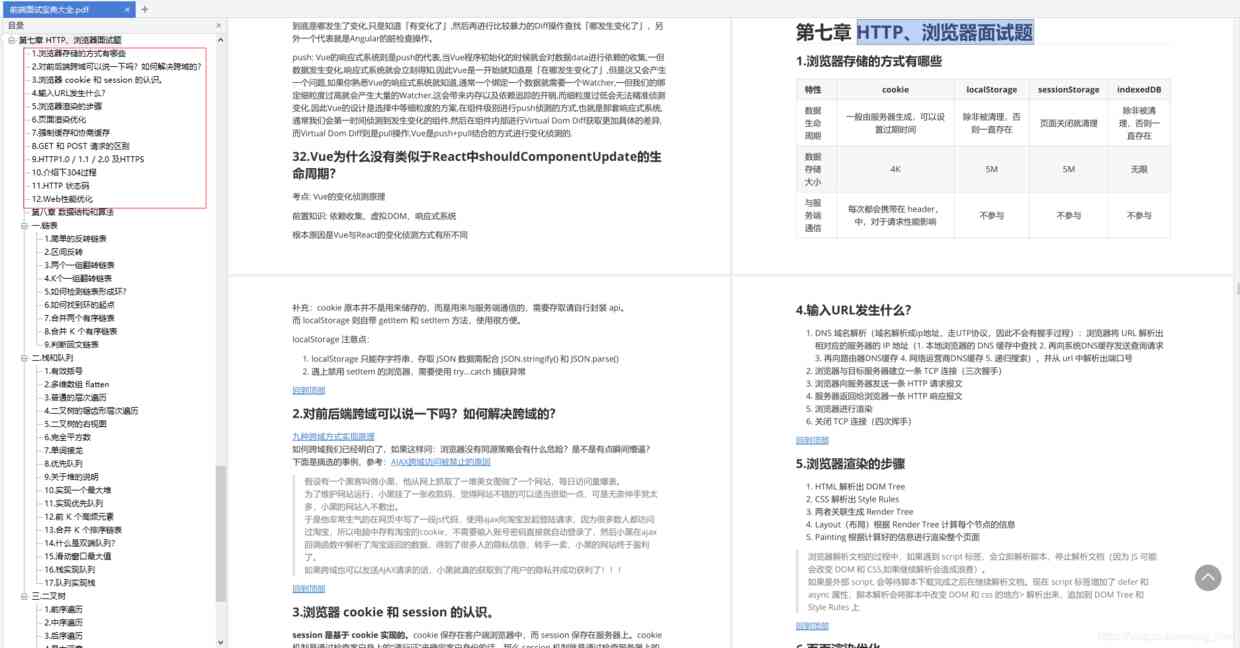 前端面试宝典大全.pdf
目录
第七章 HTTP、浏览器面试题
1.浏览器存储的方式有哪些
2.对前后端跨域可以说一下吗？如何解决跨域的？
3.浏览器 cookie 和 session 的认识。
4.输入URL发生什么？
5.浏览器渲染的步骤
6.页面渲染优化
7.强制缓存和协商缓存
8.GET 和 POST 请求的区别
9.HTTP1.0 / 1.1 / 2.0 及HTTPS
10.介绍下304过程
11.HTTP 状态码
12.Web性能优化
第八章 数据结构和算法
一.链表
1.简单的反转链表
2.区间反转
3.两个一组翻转链表
4.K个一组翻转链表
5.如何检测链表形成环？
6.如何找到环的起点
7.合并两个有序链表
8.合并 K 个有序链表
9.判断回文链表
二.栈和队列
1.有效括号
2.多维数组 flatten
3.普通的层次遍历
4.二叉树的锯齿形层次遍历
5.二叉树的右视图
6.完全平方数
7.单词接龙
8.优先队列
9.关于堆的说明
10.实现一个最大堆
11.实现优先队列
12.前 K 个高频元素
13.合并 K 个排序链表
14.什么是双端队列？
15.滑动窗口最大值
16.栈实现队列
17.队列实现栈
三.二叉树
1.前序遍历
2.中序遍历
3.后序遍历
到底是哪发生了变化,只是知道「有变化了」,然后再进行比较暴力的Diff操作查找「哪发生变化了」，另
外一个代表就是Angular的脏检查操作。
push: Vue的响应式系统则是push的代表,当Vue程序初始化的时候就会对数据data进行依赖的收集,一但
数据发生变化,响应式系统就会立刻得知,因此Vue是一开始就知道是「在哪发生变化了」,但是这又会产生
一个问题,如果你熟悉Vue的响应式系统就知道,通常一个绑定一个数据就需要一个Watcher,一但我们的绑
定细粒度过高就会产生大量的Watcher,这会带来内存以及依赖追踪的开销,而细粒度过低会无法精准侦测
变化,因此Vue的设计是选择中等细粒度的方案,在组件级别进行push侦测的方式,也就是那套响应式系统,
通常我们会第一时间侦测到发生变化的组件,然后在组件内部进行Virtual Dom Diff获取更加具体的差异,
而Virtual Dom Diff则是pull操作,Vue是push+pull结合的方式进行变化侦测的.
32.Vue为什么没有类似于React中shouldComponentUpdate的生
命周期？
考点: Vue的变化侦测原理
前置知识: 依赖收集、虚拟DOM、响应式系统
根本原因是Vue与React的变化侦测方式有所不同
第七章 HTTP、浏览器面试题
1.浏览器存储的方式有哪些
特性 cookie localStorage sessionStorage indexedDB
数据
生命
周期
一般由服务器生成，可以设
置过期时间
除非被清理，否
则一直存在
页面关闭就清理
除非被清
理，否则一
直存在
数据
存储
大小
4K 5M 5M 无限
与服
务端
通信
每次都会携带在 header,
中，对于请求性能影响
不参与 不参与 不参与
补充：cookie 原本并不是用来储存的，而是用来与服务端通信的，需要存取请自行封装 api。
而 localStorage 则自带 getItem 和 setItem 方法，使用很方便。
localStorage 注意点：
1. localStorage 只能存字符串，存取 JSON 数据需配合 JSON.stringify() 和 JSON.parse()
2. 遇上禁用 setItem 的浏览器，需要使用 try...catch 捕获异常
回到顶部
2.对前后端跨域可以说一下吗？如何解决跨域的？
九种跨域方式实现原理
如何跨域我们已经明白了，如果这样问：浏览器没有同源策略会有什么危险？是不是有点瞬间懵逼？
下面是摘选的事例，参考：AJAX跨域访问被禁止的原因
假设有一个黑客叫做小黑，他从网上抓取了一堆美女图做了一个网站，每日访问量爆表。
为了维护网站运行，小黑挂了一张收款码，觉得网站不错的可以适当资助一点，可是无奈伸手党太
多，小黑的网站入不敷出。
于是他非常生气的在网页中写了一段js代码，使用ajax向淘宝发起登陆请求，因为很多数人都访问
过淘宝，所以电脑中存有淘宝的cookie，不需要输入账号密码直接就自动登录了，然后小黑在ajax
回调函数中解析了淘宝返回的数据，得到了很多人的隐私信息，转手一卖，小黑的网站终于盈利
了。
如果跨域也可以发送AJAX请求的话，小黑就真的获取到了用户的隐私并成功获利了！！！
回到顶部
3.浏览器 cookie 和 session 的认识。
session 是基于 cookie 实现的。cookie 保存在客户端浏览器中，而 session 保存在服务器上。cookie
4.输入URL发生什么？
1. DNS 域名解析（域名解析成ip地址，走UTP协议，因此不会有握手过程）：浏览器将 URL 解析出
相对应的服务器的 IP 地址（1. 本地浏览器的 DNS 缓存中查找 2. 再向系统DNS缓存发送查询请求
3. 再向路由器DNS缓存 4. 网络运营商DNS缓存 5. 递归搜索），并从 url 中解析出端口号
2. 浏览器与目标服务器建立一条 TCP 连接（三次握手）
3. 浏览器向服务器发送一条 HTTP 请求报文
4. 服务器返回给浏览器一条 HTTP 响应报文
5. 浏览器进行渲染
6. 关闭 TCP 连接（四次挥手）
回到顶部
5.浏览器渲染的步骤
1. HTML 解析出 DOM Tree
2. CSS 解析出 Style Rules
3. 两者关联生成 Render Tree
4. Layout（布局）根据 Render Tree 计算每个节点的信息
5. Painting 根据计算好的信息进行渲染整个页面
浏览器解析文档的过程中，如果遇到 script 标签，会立即解析脚本，停止解析文档（因为 JS 可能
会改变 DOM 和 CSS,如果继续解析会造成浪费）。
如果是外部 script, 会等待脚本下载完成之后在继续解析文档。现在 script 标签增加了 defer 和
async 属性，脚本解析会将脚本中改变 DOM 和 css 的地方> 解析出来，追加到 DOM Tree 和
Style Rules 上
回到顶部
6.页面渲染优化